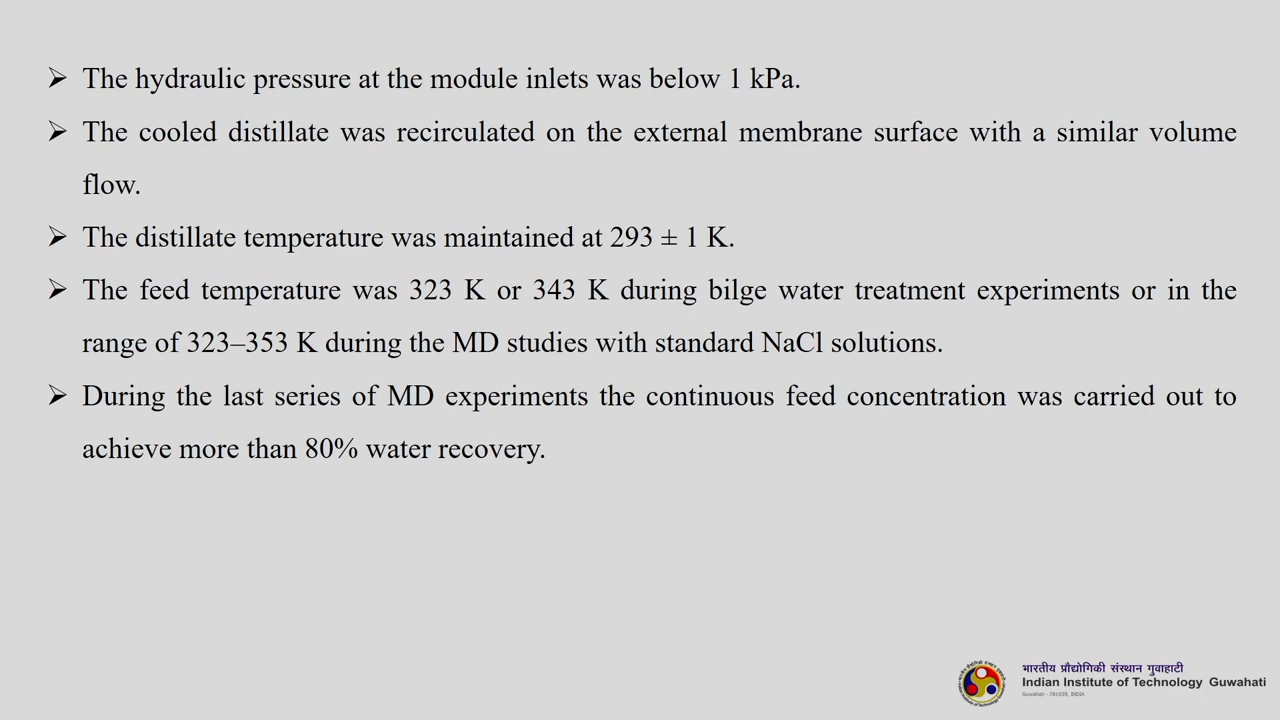 ➢ The hydraulic pressure at the module inlets was below 1 kPa.
➢ The cooled distillate was recirculated on the external membrane surface with a similar volume
flow.
➢ The distillate temperature was maintained at 293 ± 1 K.
➢ The feed temperature was 323 K or 343 K during bilge water treatment experiments or in the
range of 323–353 K during the MD studies with standard NaCl solutions.
➢ During the last series of MD experiments the continuous feed concentration was carried out to
achieve more than 80% water recovery.
भारतीय प्रौद्योगिकी संस्थान गुवाहाटी
Indian Institute of Technology Guwahati
Guwahati - 781039, INDIA